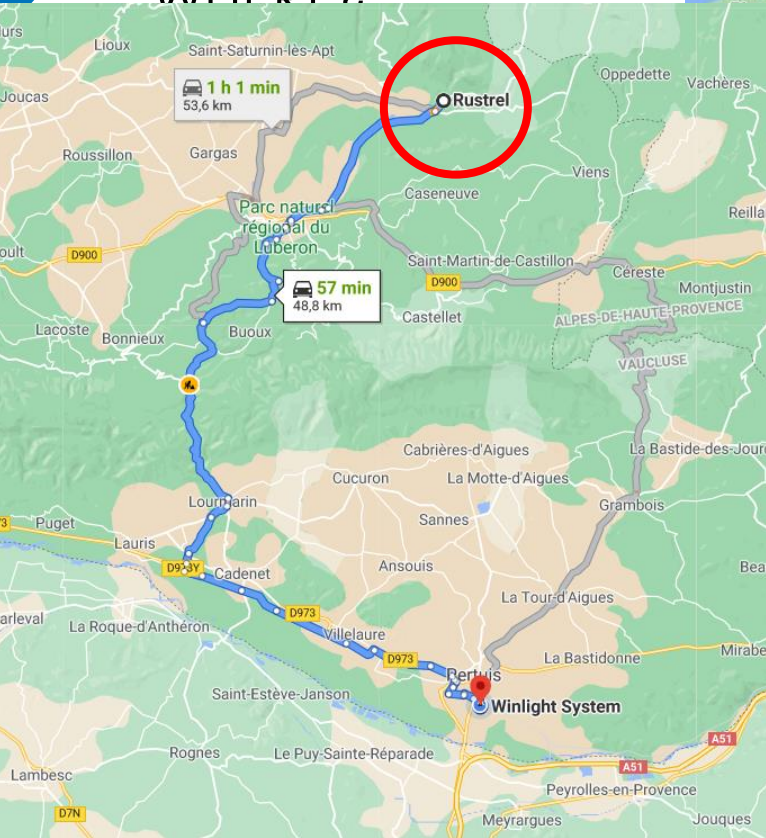 Lioux
Saint-Saturnin-lès-Apt
Oppedette
Vachères
Joucas
1 h 1 min
53,6 km
Rustrel
Roussillon
Gargas
Viens
Caseneuve
Parc naturel
régional du
Luberon
D900
Saint-Martin-de-Castillon
Céreste
D900
57 min
48,8 km
Montjustin
Castellet
ALPES-DE-HAUTE-PROVENCE
Lacoste
Bonnieux
Buoux
VAUCLUSE
Cabrières-d'Aigues
Cucuron
La Motte-d'Aigues
Lourmarin
Grambois
Puget
Sannes
Lauris
Ansouis
Cadenet
La Tour-d'Aigues
D973
La Roque-d'Anthéron
Villelaure
D973
La Bastidonne
Pertuis
Saint-Estève-Janson
Winlight System
Rognes
Le Puy-Sainte-Réparade
A51
A51
Lambesc
Peyrolles-en-Provence
D7N
Meyrargues
Jouques